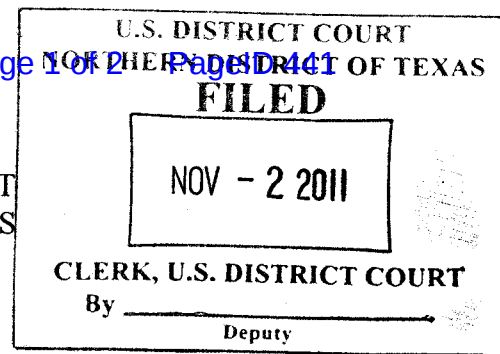 U.S. DISTRICT COURT
NORTHERN DISTRICT OF TEXAS
ge 1 of 2 PageID 441
FILED
NOV - 2 2011
T
S
CLERK, U.S. DISTRICT COURT
By
Deputy